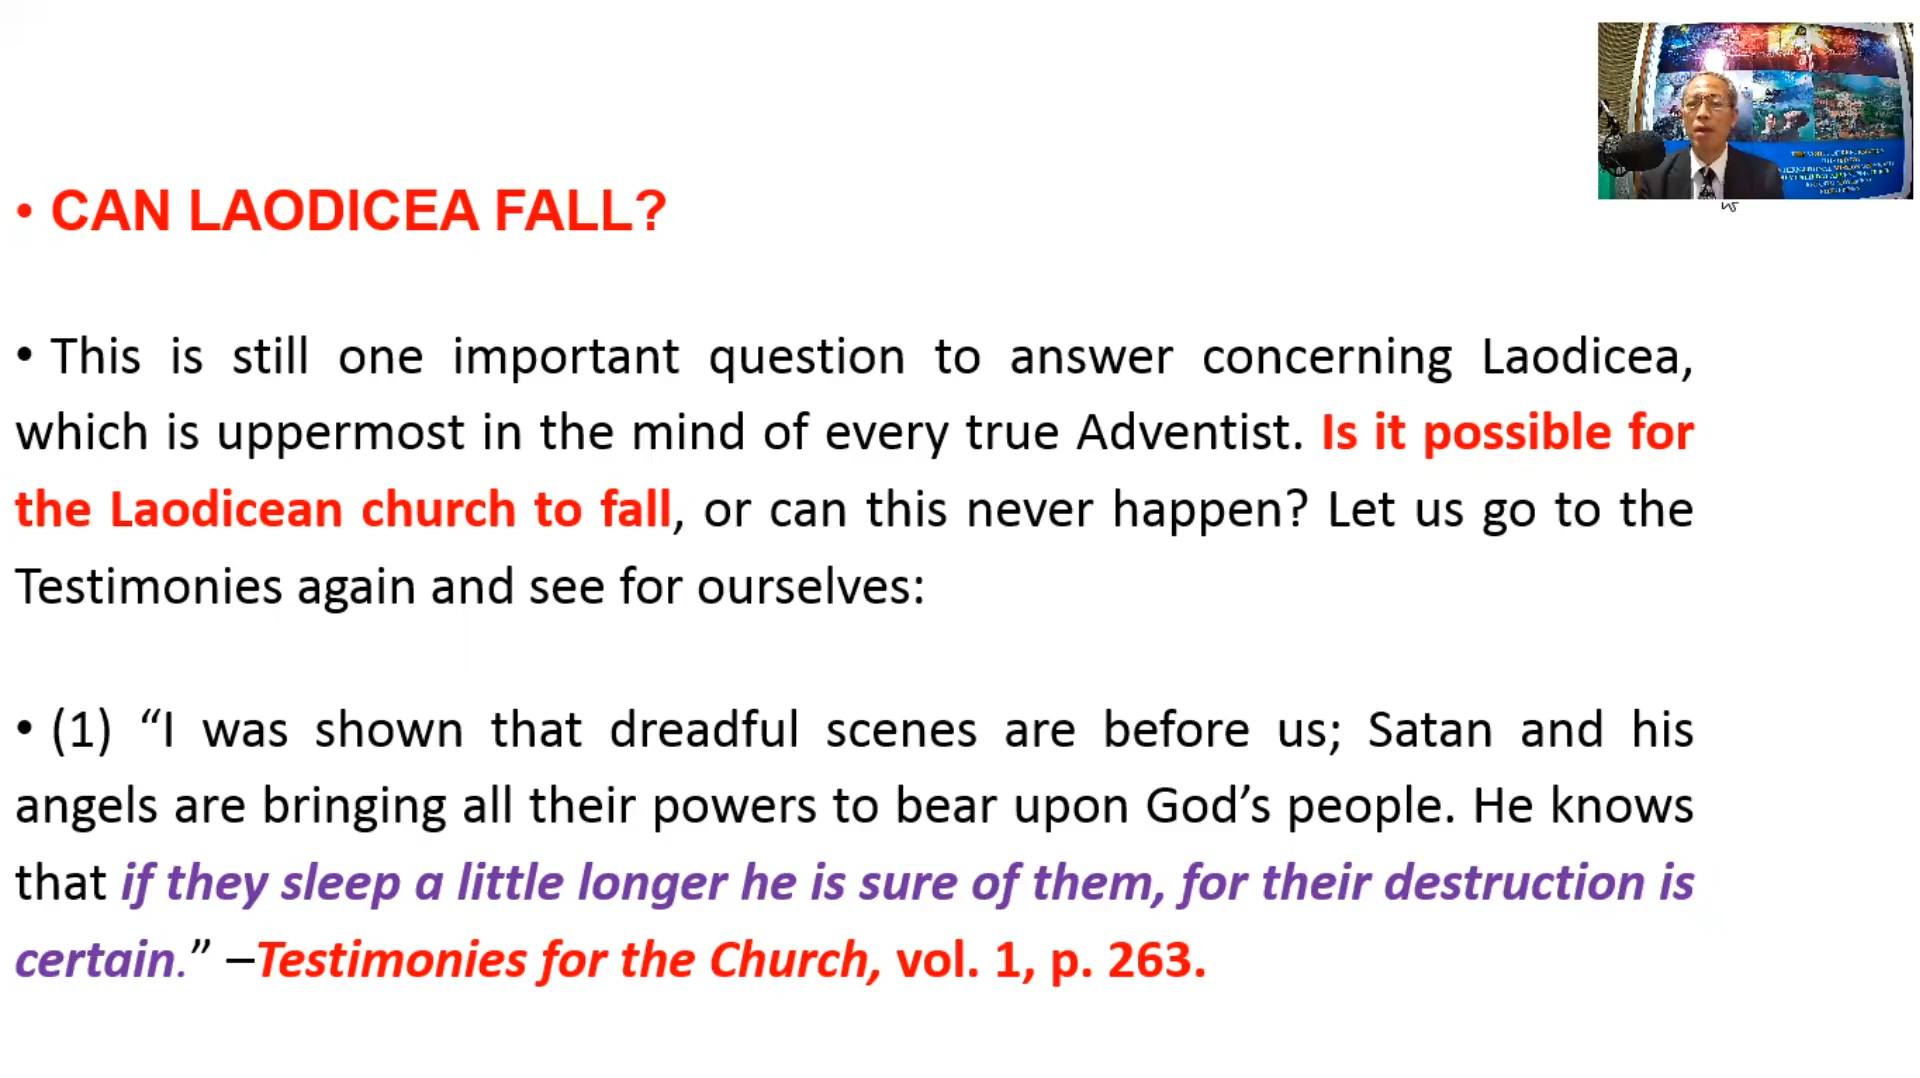 • CAN LAODICEA FALL?
• This is still one important question to answer concerning Laodicea,
which is uppermost in the mind of every true Adventist. Is it possible for
the Laodicean church to fall, or can this never happen? Let us go to the
Testimonies again and see for ourselves:
• (1) “I was shown that dreadful scenes are before us; Satan and his
angels are bringing all their powers to bear upon God’s people. He knows
that if they sleep a little longer he is sure of them, for their destruction is
certain.” –Testimonies for the Church, vol. 1, p. 263.